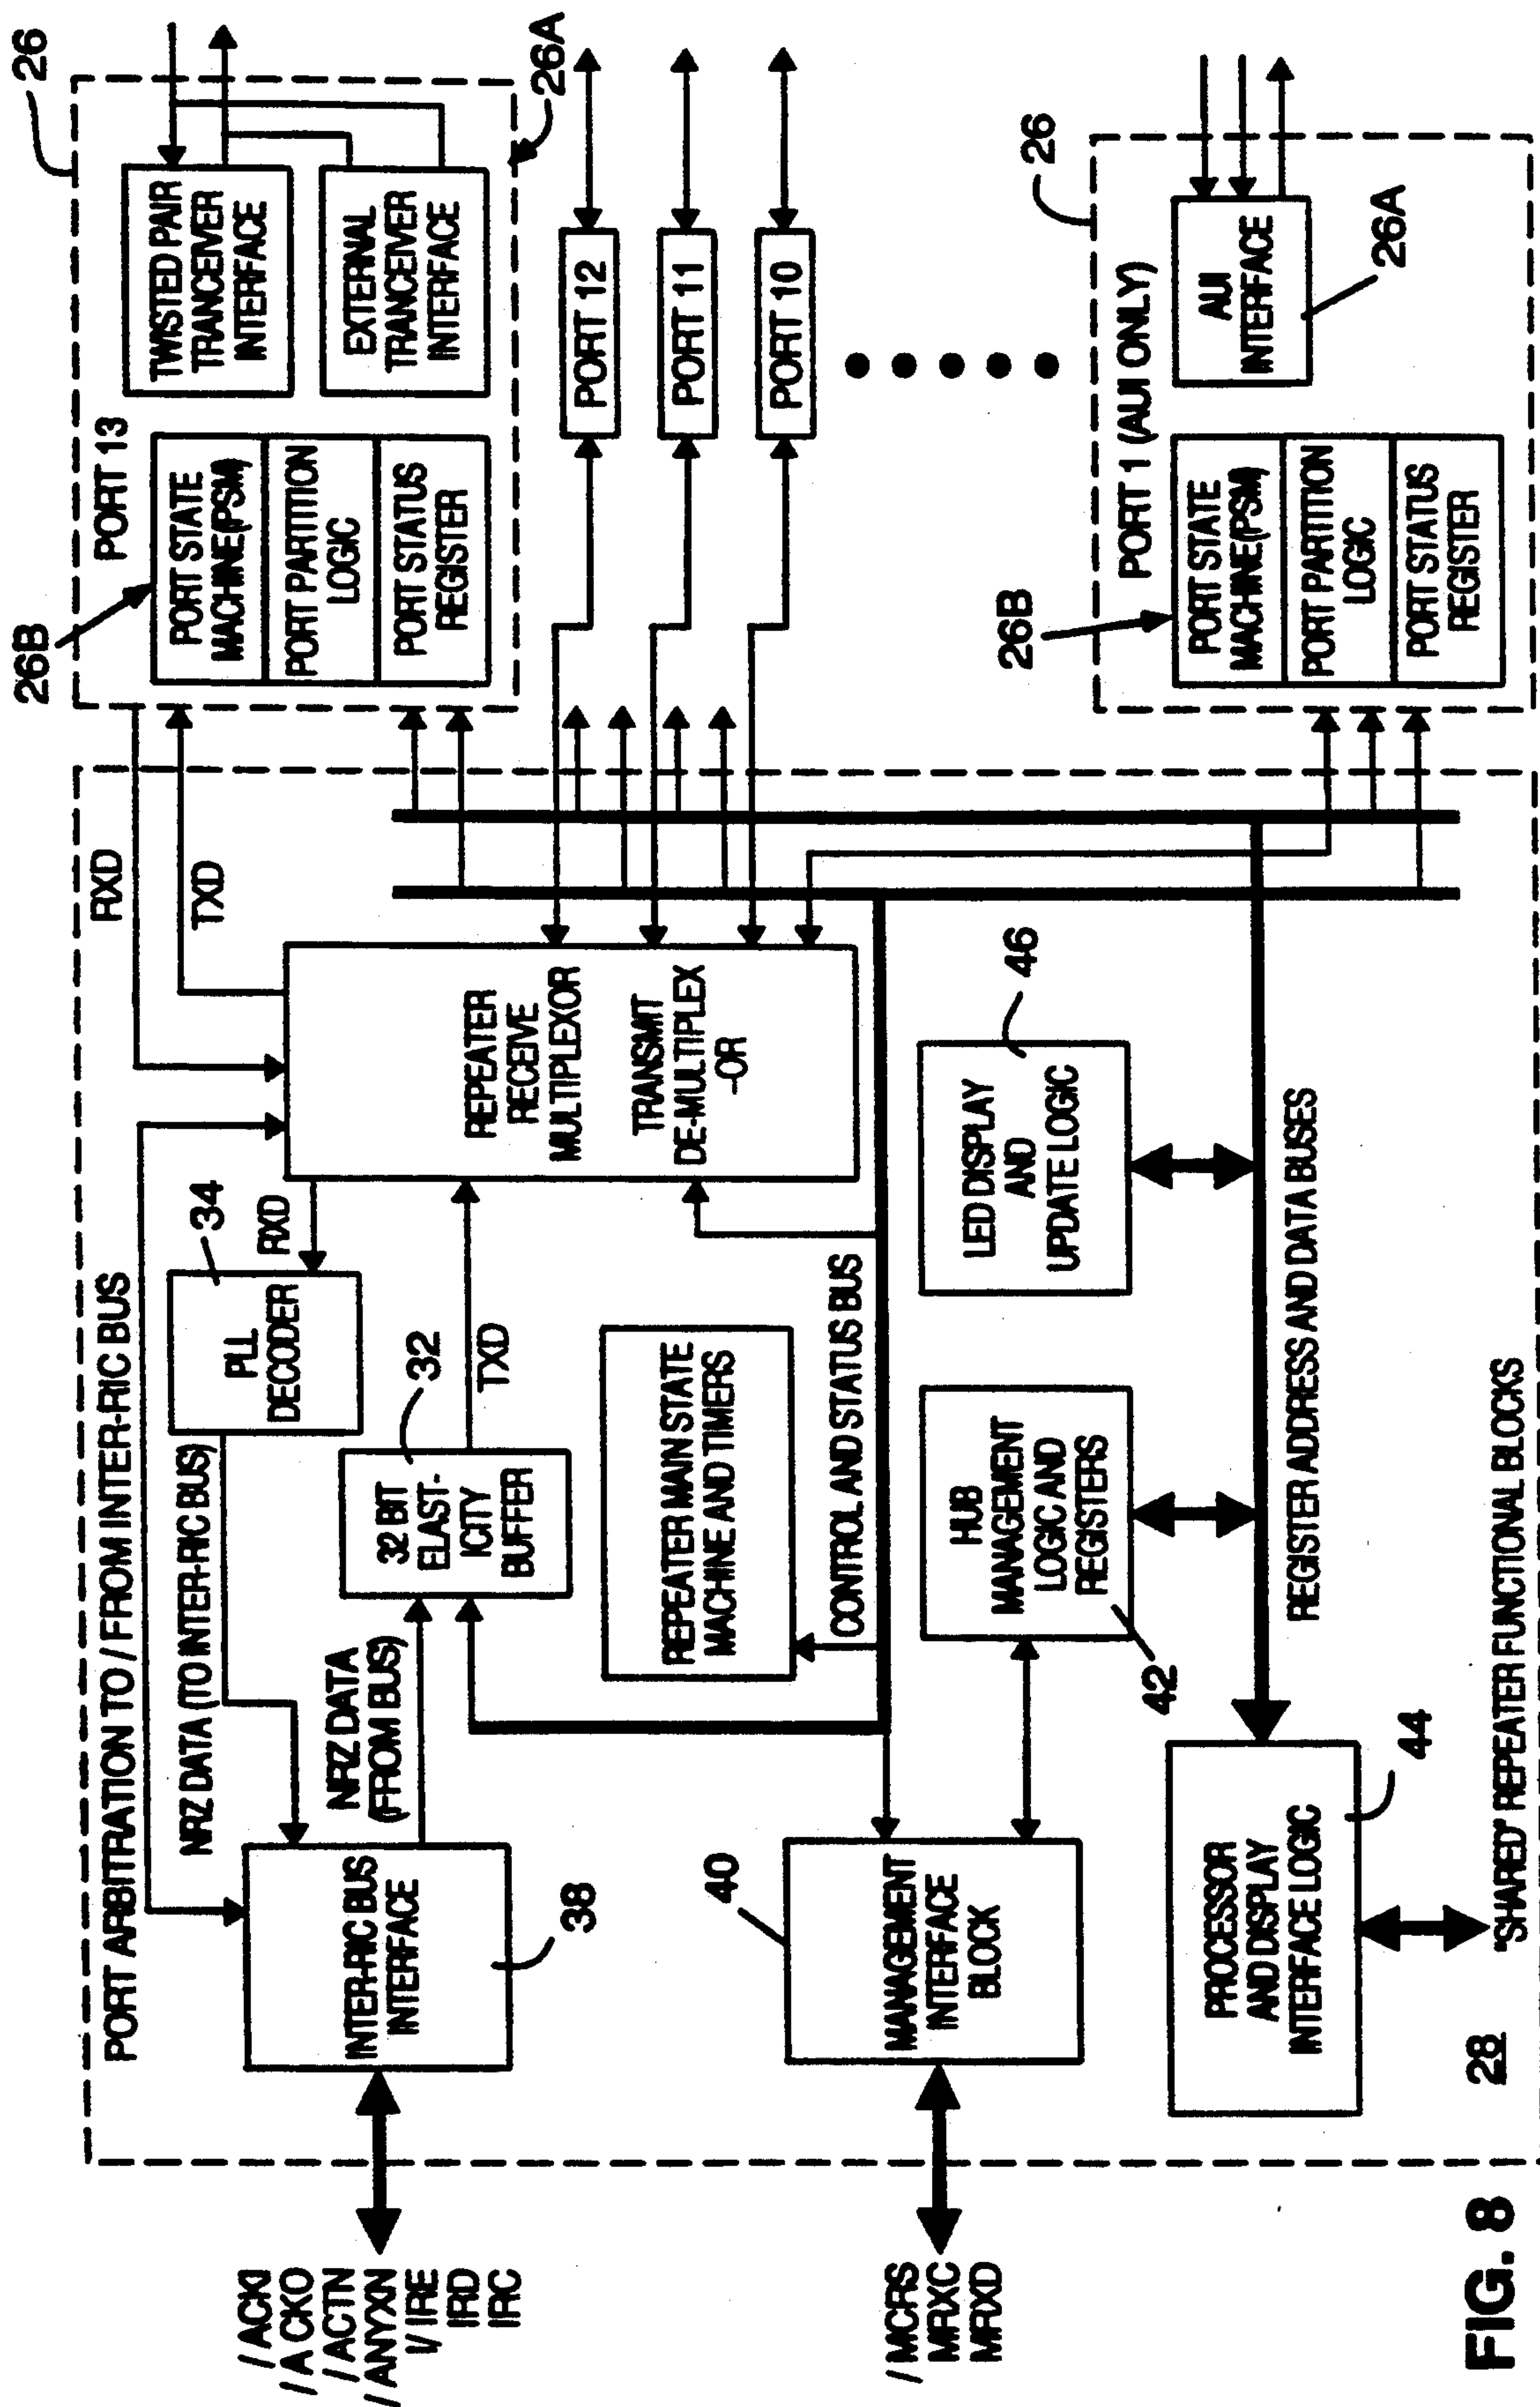 26
PORT 13
26B
PORT STATE
MACHINE(PSM)
PORT PARTITION
LOGIC
PORT STATUS
REGISTER
TWISTED PAIR
TRANCEIVER
INTERFACE
EXTERNAL
TRANCEIVER
INTERFACE
26A
PORT 12
PORT 11
PORT 10
26
PORT 1 (AUI ONLY)
26B
PORT STATE
MACHINE(PSM)
PORT PARTITION
LOGIC
PORT STATUS
REGISTER
AUI
INTERFACE
26A
PORT ARBITRATION TO / FROM INTER-RIC BUS
RXD
TXD
NRZ DATA (TO INTER-RIC BUS)
34
PLL
DECODER
RXD
REPEATER
RECEIVE
MULTIPLEXOR
TRANSMIT
DE-MULTIPLEX
-OR
/ ACKI
/ A CKO
/ ACTN
/ ANYXN
I/ IRE
IRD
IRC
INTER-RIC BUS
INTERFACE
38
NRZ DATA
(FROM BUS)
32 BIT
ELAST-
ICITY
BUFFER
32
TXD
REPEATER MAIN STATE
MACHINE AND TIMERS
CONTROL AND STATUS BUS
/ MCRS
MRXC
MRXD
40
MANAGEMENT
INTERFACE
BLOCK
HUB
MANAGEMENT
LOGIC AND
REGISTERS
42
LED DISPLAY
AND
UPDATE LOGIC
46
PROCESSOR
AND DISPLAY
INTERFACE LOGIC
44
REGISTER ADDRESS AND DATA BUSES
28
"SHARED" REPEATER FUNCTIONAL BLOCKS
FIG. 8